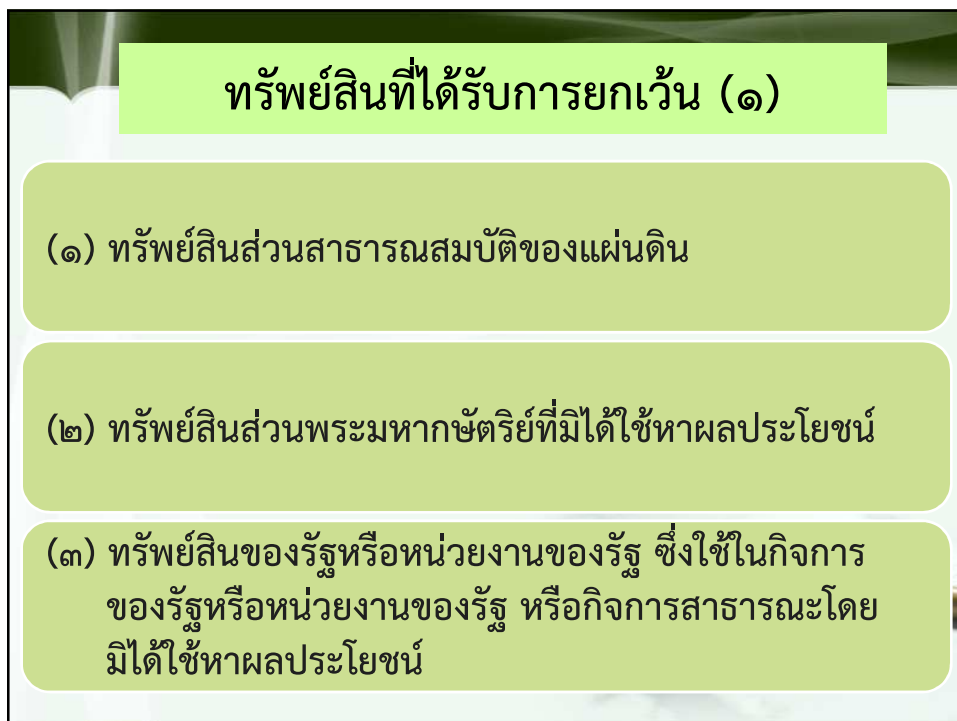 ทรัพย์สินที่ได้รับการยกเว้น (๑)
(๑) ทรัพย์สินส่วนสาธารณสมบัติของแผ่นดิน
(๒) ทรัพย์สินส่วนพระมหากษัตริย์ที่มิได้ใช้หาผลประโยชน์
(๓) ทรัพย์สินของรัฐหรือหน่วยงานของรัฐ ซึ่งใช้ในกิจการ
ของรัฐหรือหน่วยงานของรัฐ หรือกิจการสาธารณะโดย
มิได้ใช้หาผลประโยชน์